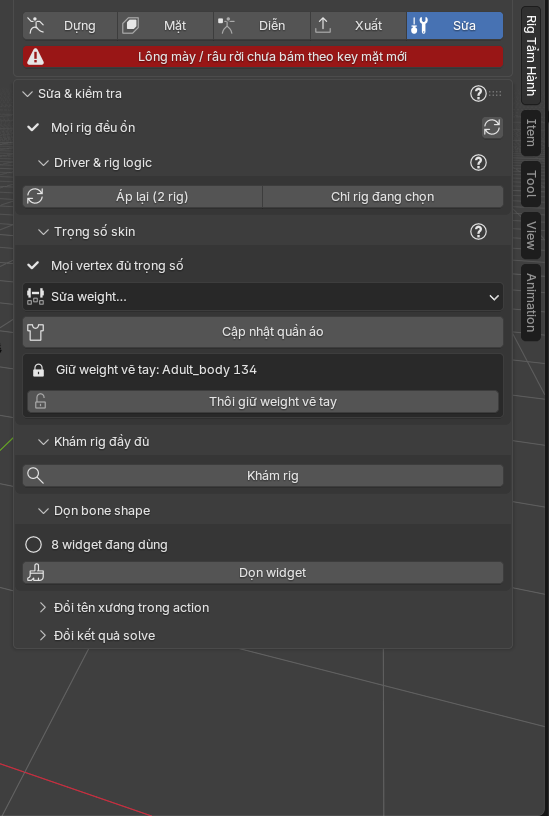 Dựng
Mặt
Diễn
Xuất
Sửa
Lông mày / râu rời chưa bám theo key mặt mới
Sửa & kiểm tra
Mọi rig đều ổn
Driver & rig logic
Áp lại (2 rig)
Chỉ rig đang chọn
Trọng số skin
Mọi vertex đủ trọng số
Sửa weight...
Cập nhật quần áo
Giữ weight vẽ tay: Adult_body 134
Thôi giữ weight vẽ tay
Khám rig đầy đủ
Khám rig
Dọn bone shape
8 widget đang dùng
Dọn widget
Đổi tên xương trong action
Đổi kết quả solve
Rig Tầm Hành
Item
Tool
View
Animation